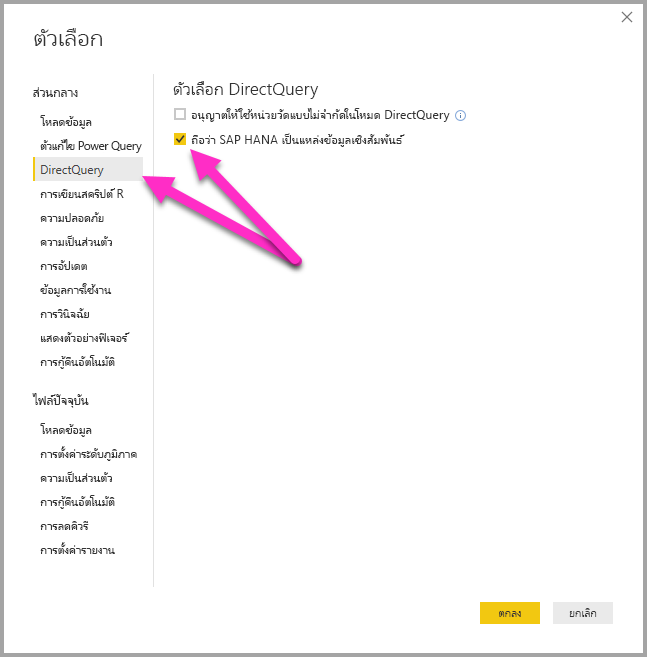 ตัวเลือก
ส่วนกลาง
โหลดข้อมูล
ตัวแก้ไข Power Query
DirectQuery
การเขียนสคริปต์ R
ความปลอดภัย
ความเป็นส่วนตัว
การอัปเดต
ข้อมูลการใช้งาน
การวินิจฉัย
แสดงตัวอย่างฟีเจอร์
การกู้คืนอัตโนมัติ
ไฟล์ปัจจุบัน
โหลดข้อมูล
การตั้งค่าระดับภูมิภาค
ความเป็นส่วนตัว
การกู้คืนอัตโนมัติ
การลดคิวรี
การตั้งค่ารายงาน
ตัวเลือก DirectQuery
อนุญาตให้ใช้หน่วยวัดแบบไม่จำกัดในโหมด DirectQuery
ถือว่า SAP HANA เป็นแหล่งข้อมูลเชิงสัมพันธ์
ตกลง
ยกเลิก